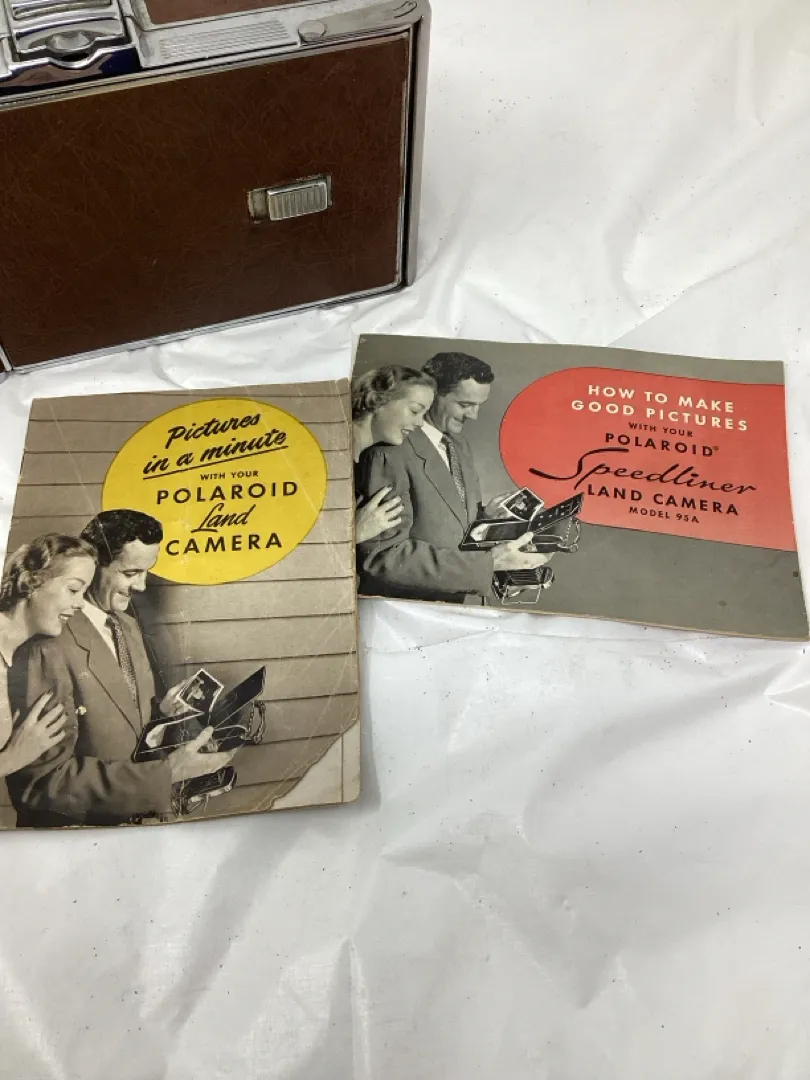 Pictures
in a minute
WITH YOUR
POLAROID
Land
CAMERA
HOW TO MAKE
GOOD PICTURES
WITH YOUR
POLAROID®
Speedliner
LAND CAMERA
MODEL 95A